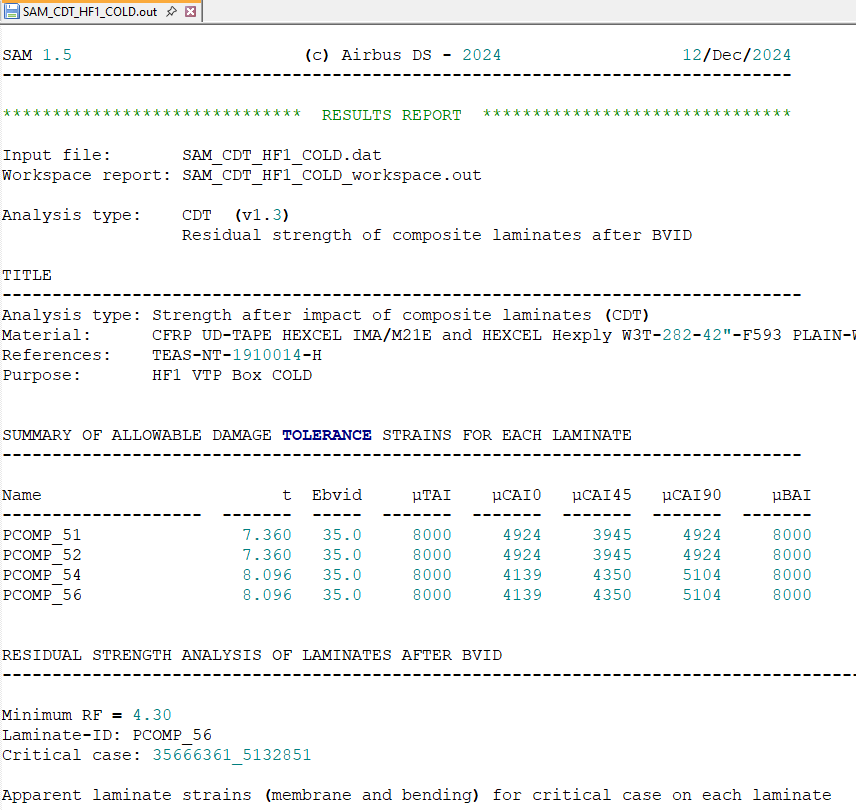 SAM_CDT_HF1_COLD.out
SAM 1.5 (c) Airbus DS - 2024 12/Dec/2024
-------------------------------------------------------------------------------
****************************** RESULTS REPORT *******************************
Input file: SAM_CDT_HF1_COLD.dat
Workspace report: SAM_CDT_HF1_COLD_workspace.out
Analysis type: CDT (v1.3)
Residual strength of composite laminates after BVID
TITLE
--------------------------------------------------------------------------------
Analysis type: Strength after impact of composite laminates (CDT)
Material: CFRP UD-TAPE HEXCEL IMA/M21E and HEXCEL Hexply W3T-282-42"-F593 PLAIN-W
References: TEAS-NT-1910014-H
Purpose: HF1 VTP Box COLD
SUMMARY OF ALLOWABLE DAMAGE TOLERANCE STRAINS FOR EACH LAMINATE
--------------------------------------------------------------------------------
Name t Ebvid µTAI µCAI0 µCAI45 µCAI90 µBAI
-------------------- ------- ----- ------- ------- ------- ------- -------
PCOMP_51 7.360 35.0 8000 4924 3945 4924 8000
PCOMP_52 7.360 35.0 8000 4924 3945 4924 8000
PCOMP_54 8.096 35.0 8000 4139 4350 5104 8000
PCOMP_56 8.096 35.0 8000 4139 4350 5104 8000
RESIDUAL STRENGTH ANALYSIS OF LAMINATES AFTER BVID
--------------------------------------------------------------------------------------
Minimum RF = 4.30
Laminate-ID: PCOMP_56
Critical case: 35666361_5132851
Apparent laminate strains (membrane and bending) for critical case on each laminate